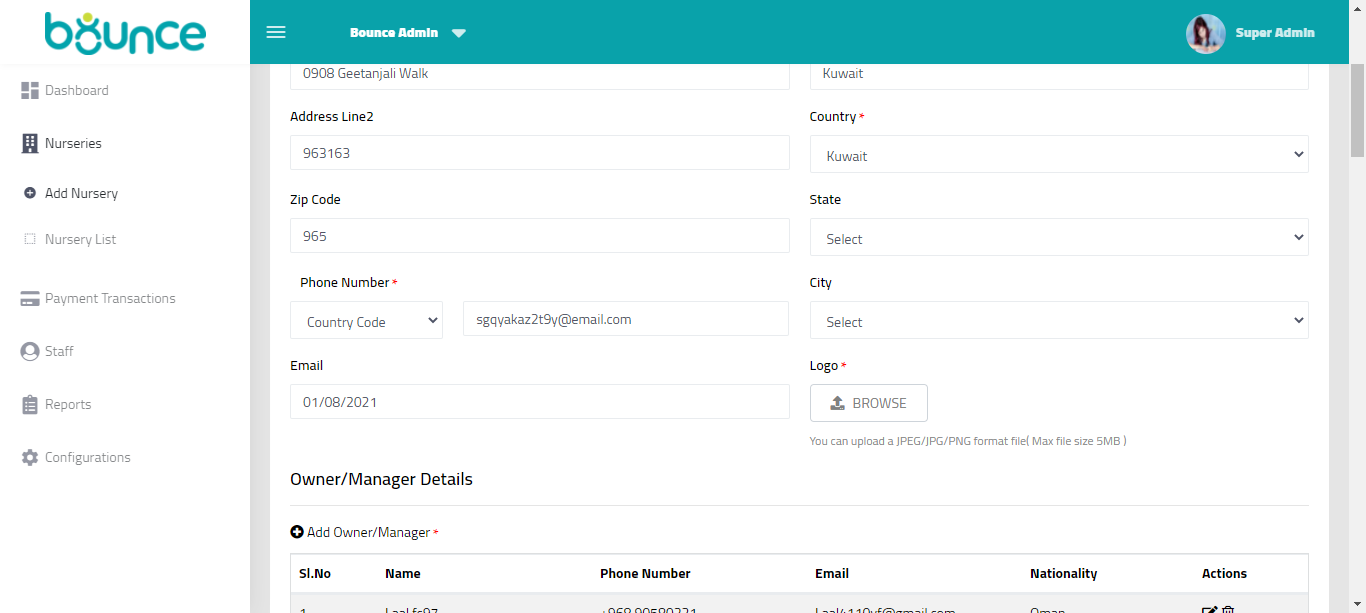 bounce
Bounce Admin
Super Admin
Dashboard
Nurseries
Add Nursery
Nursery List
Payment Transactions
Staff
Reports
Configurations
0908 Geetanjali Walk
Kuwait
Address Line2
Country *
963163
Kuwait
Zip Code
State
965
Select
Phone Number *
City
Country Code
sgqyakaz2t9y@email.com
Select
Email
Logo *
01/08/2021
BROWSE
You can upload a JPEG/JPG/PNG format file( Max file size 5MB )
Owner/Manager Details
Add Owner/Manager *
Sl.No Name Phone Number Email Nationality Actions
1 Oman